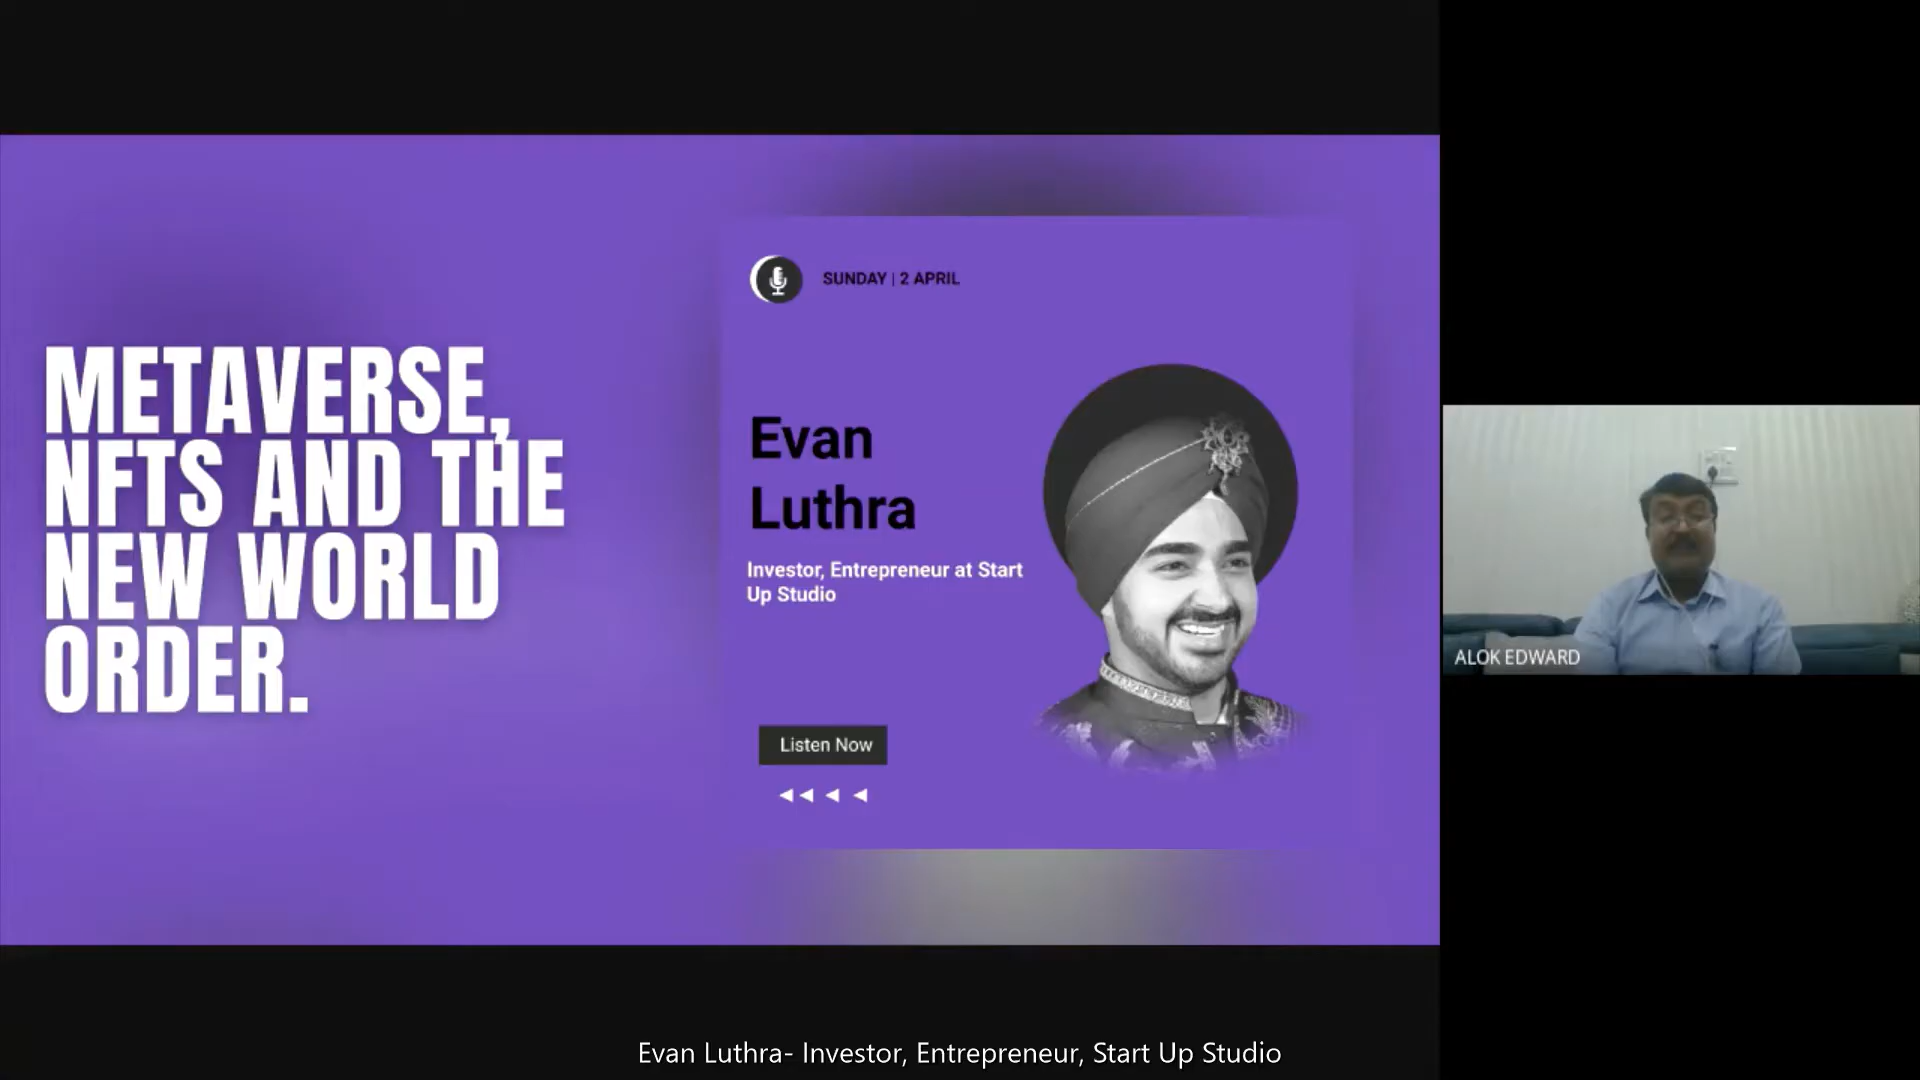 METAVERSE,
NFTS AND THE
NEW WORLD
ORDER.
SUNDAY | 2 APRIL
Evan
Luthra
Investor, Entrepreneur at Start
Up Studio
Listen Now
ALOK EDWARD
Evan Luthra- Investor, Entrepreneur, Start Up Studio